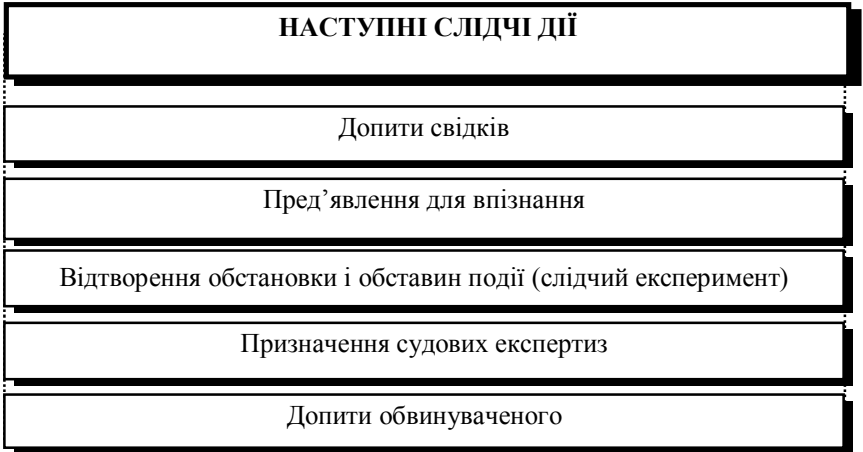 НАСТУПНІ СЛІДЧІ ДІЇ
Допити свідків
Пред’явлення для впізнання
Відтворення обстановки і обставин події (слідчий експеримент)
Призначення судових експертиз
Допити обвинуваченого